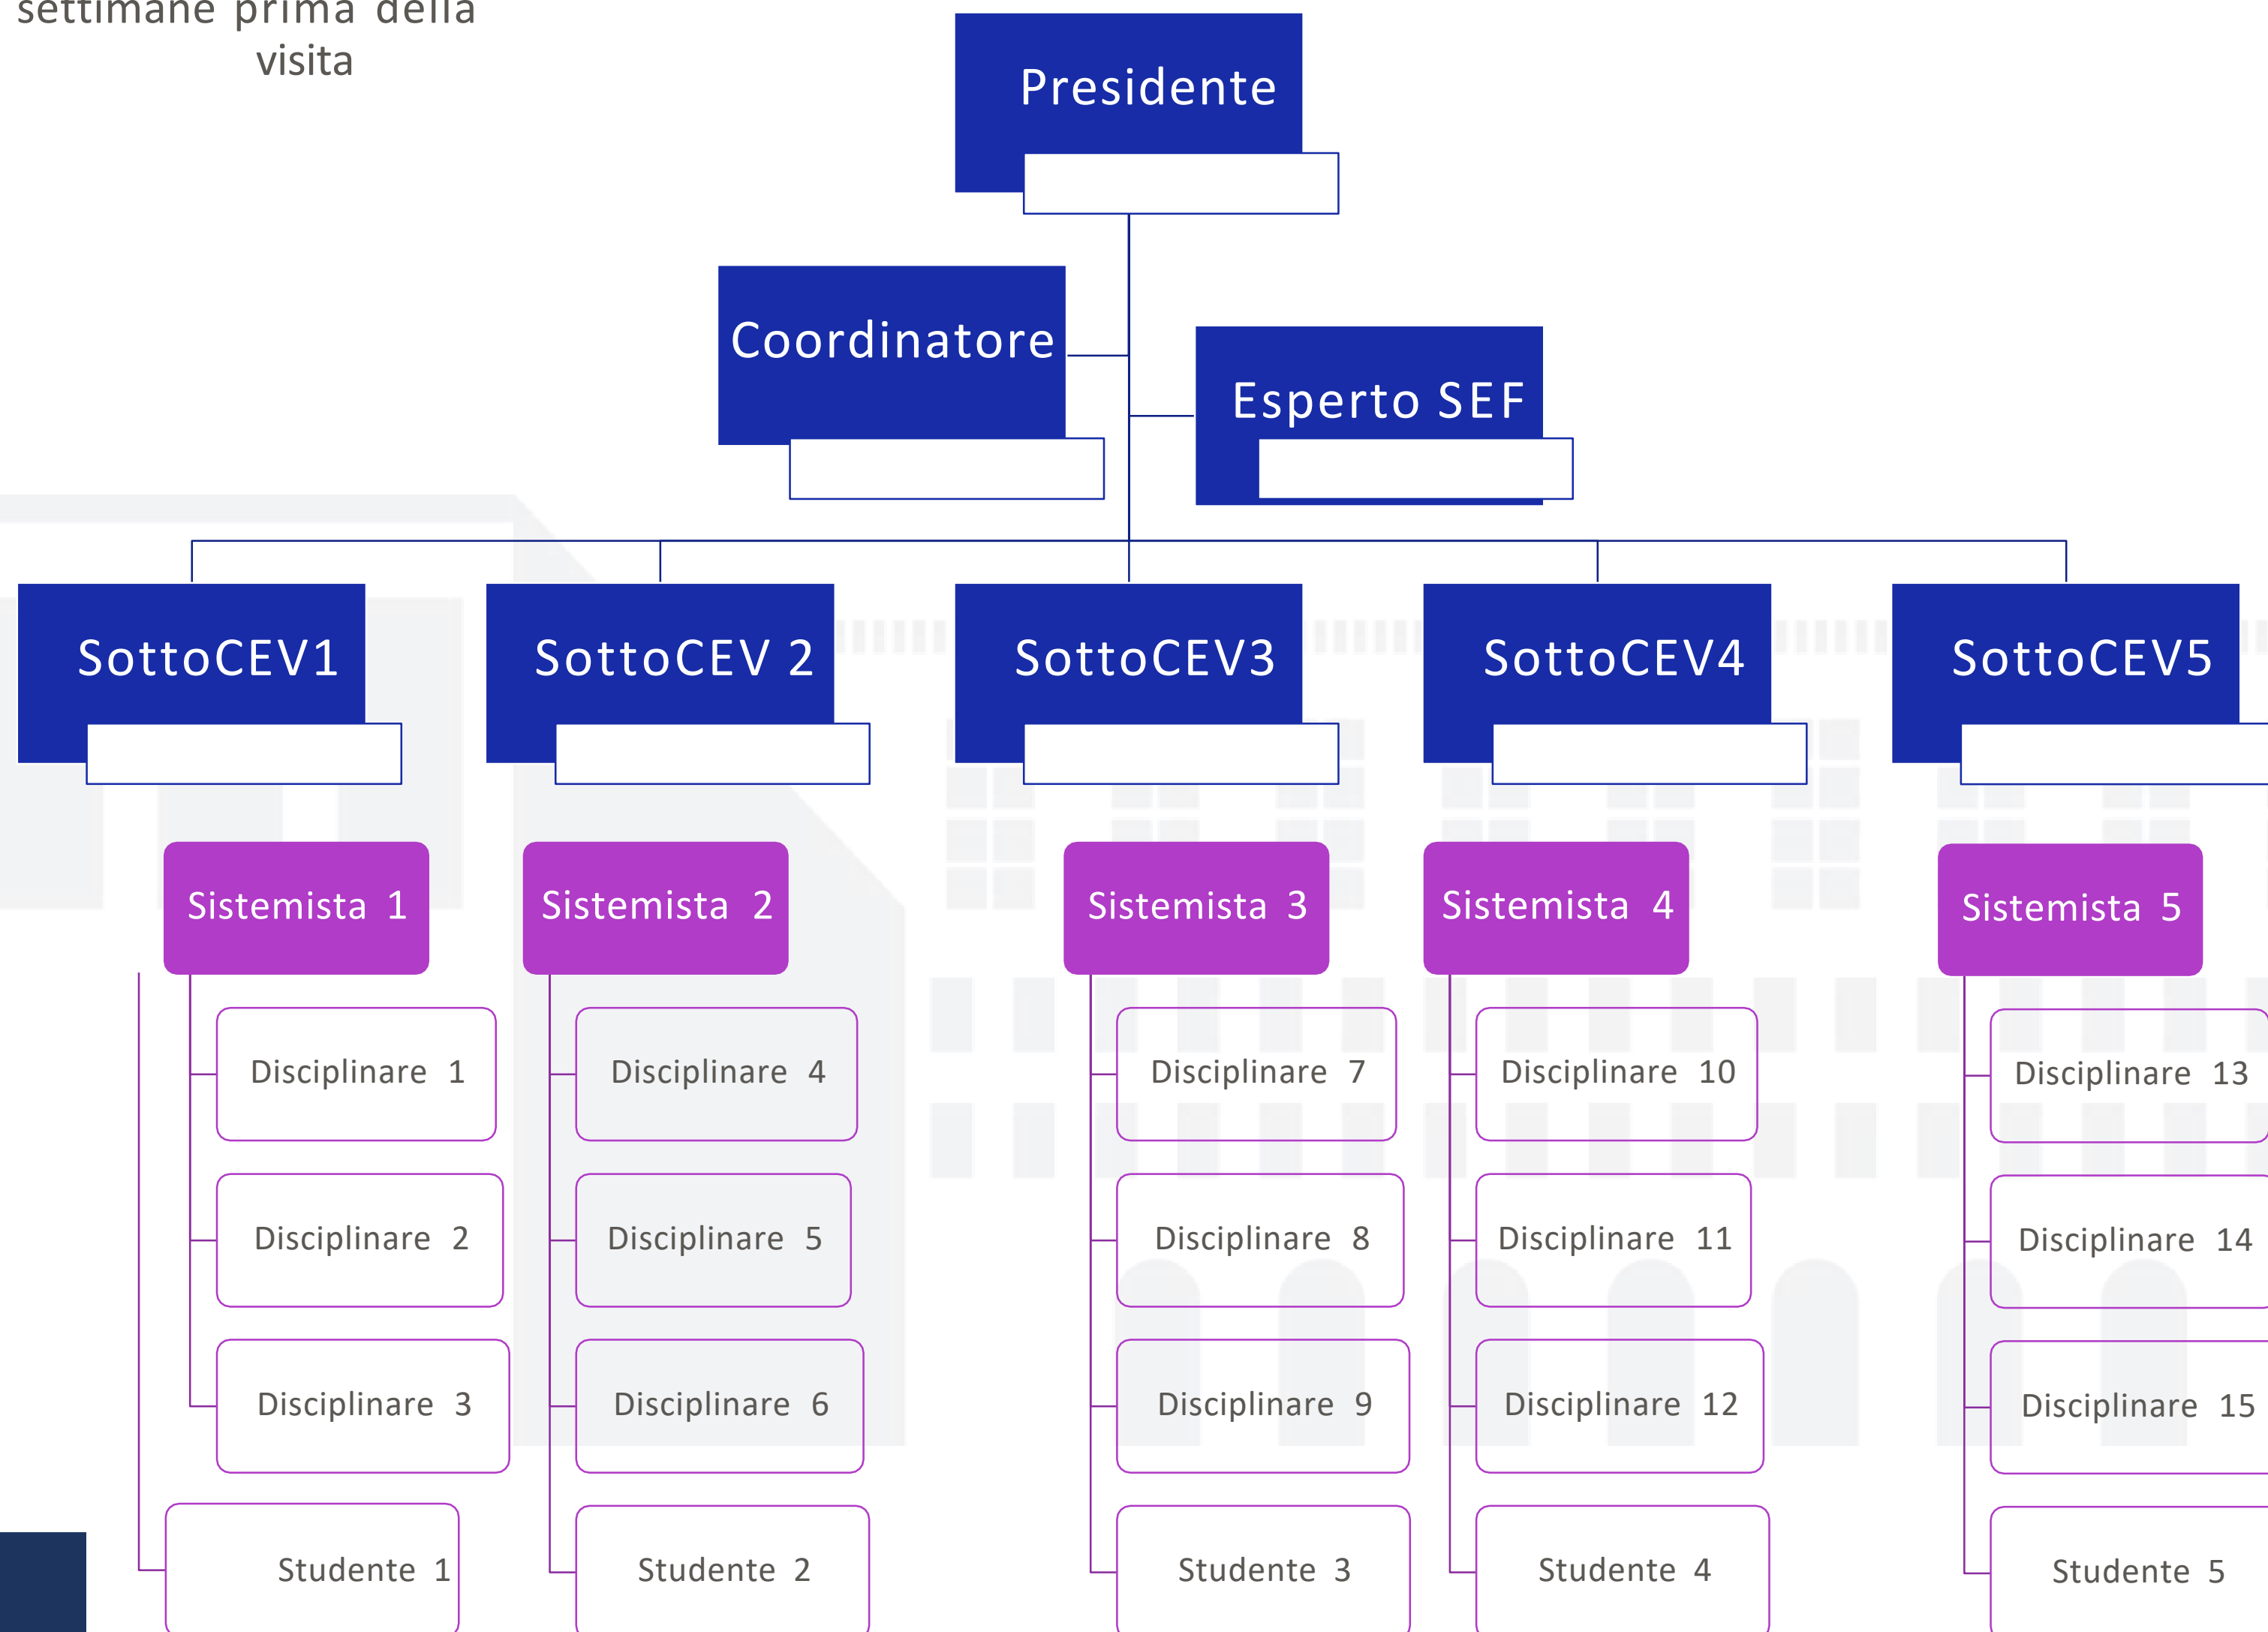 settimane prima della
visita
Presidente
Coordinatore
Esperto SEF
SottoCEV1
SottoCEV 2
SottoCEV3
SottoCEV4
SottoCEV5
Sistemista 1
Sistemista 2
Sistemista 3
Sistemista 4
Sistemista 5
Disciplinare 1
Disciplinare 4
Disciplinare 7
Disciplinare 10
Disciplinare 13
Disciplinare 2
Disciplinare 5
Disciplinare 8
Disciplinare 11
Disciplinare 14
Disciplinare 3
Disciplinare 6
Disciplinare 9
Disciplinare 12
Disciplinare 15
Studente 1
Studente 2
Studente 3
Studente 4
Studente 5